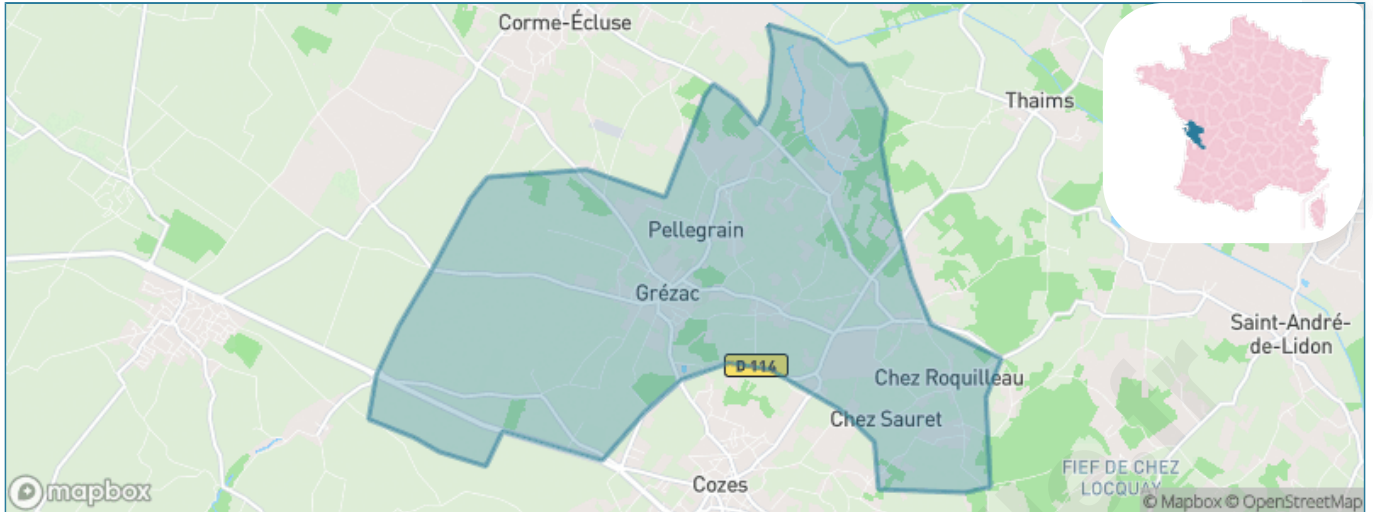 Corme-Écluse
Thaims
Pellegrain
Grézac
Saint-André-
de-Lidon
D 114
Chez Roquilleau
Chez Sauret
FIEF DE CHEZ
LOCQUAY
Cozes
mapbox
© Mapbox © OpenStreetMap